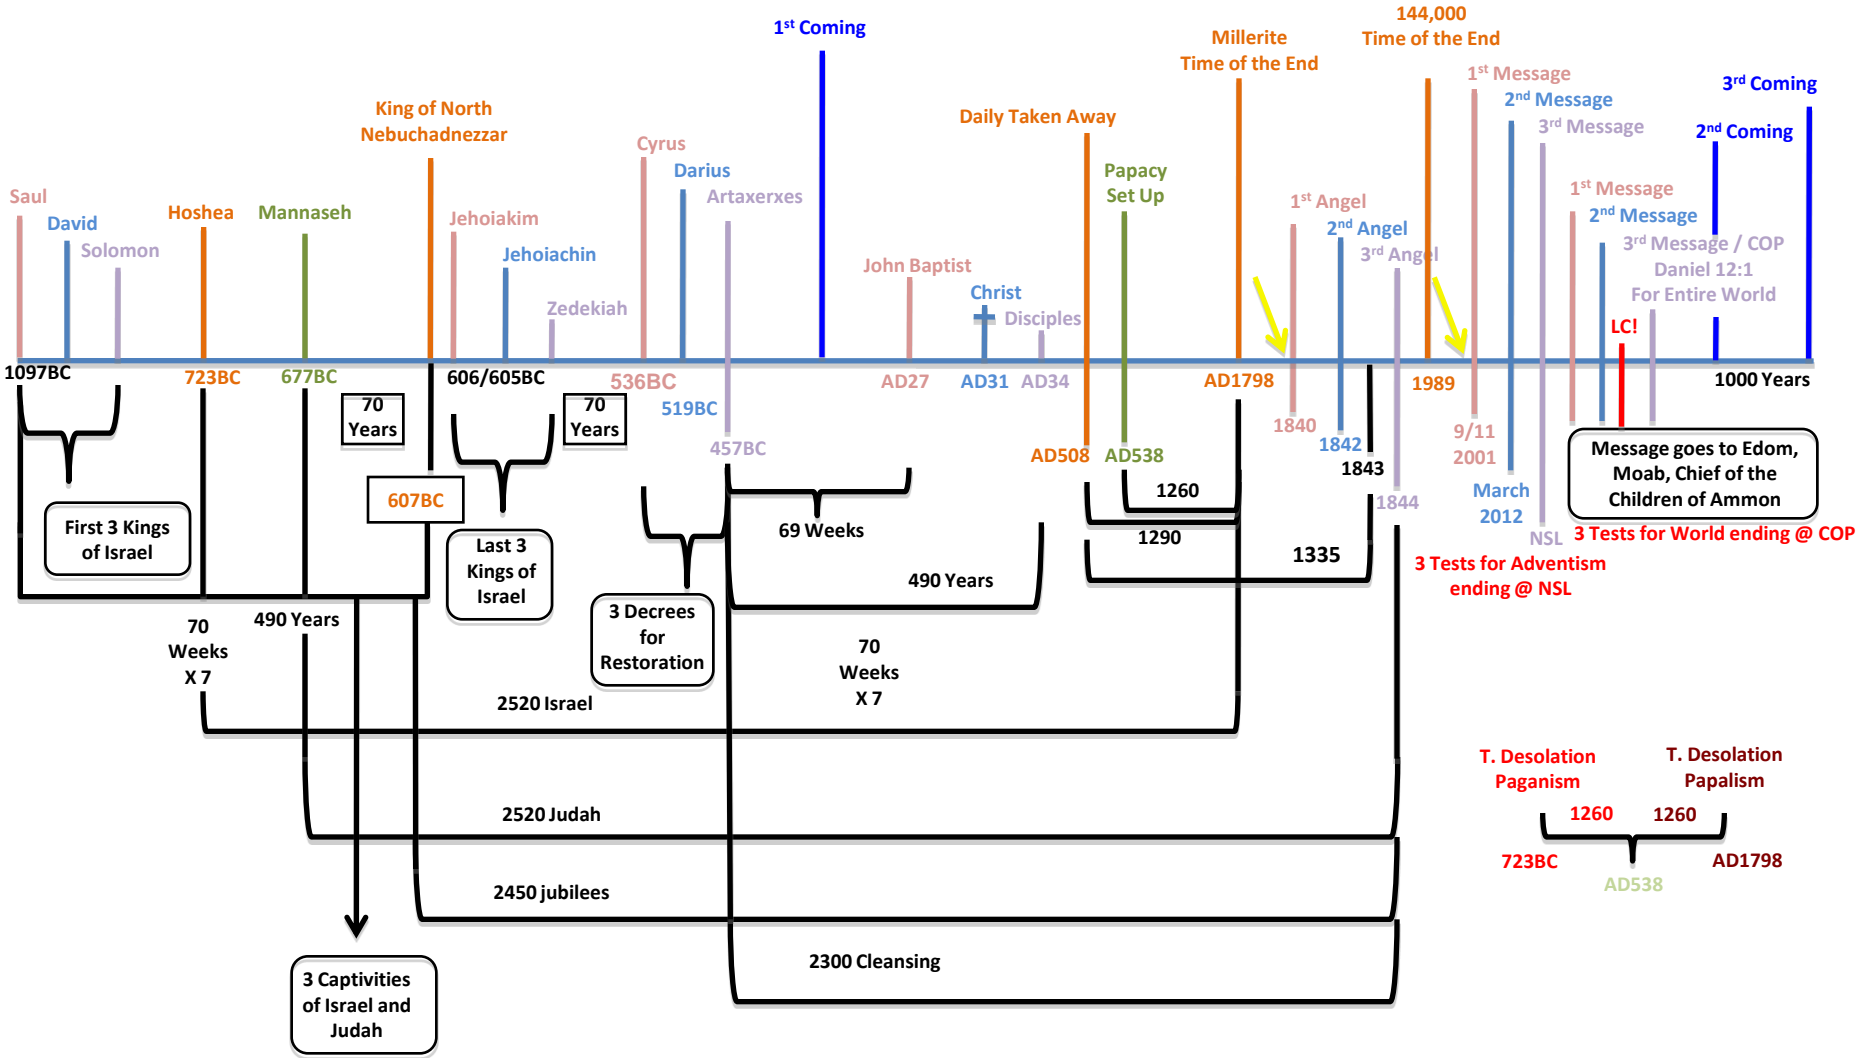 144,000
Time of the End
1st Coming
Millerite
Time of the End
1st Message
2nd Message
3rd Message
3rd Coming
2nd Coming
King of North
Nebuchadnezzar
Daily Taken Away
Cyrus
Darius
Artaxerxes
Papacy
Set Up
Saul
David
Solomon
Hoshea
Mannaseh
Jehoiakim
Jehoiachin
Zedekiah
John Baptist
Christ
Disciples
1st Angel
2nd Angel
3rd Angel
1st Message
2nd Message
3rd Message / COP
Daniel 12:1
For Entire World
LC!
1097BC
723BC
677BC
606/605BC
536BC
519BC
457BC
AD27
AD31
AD34
AD1798
1989
1000 Years
70
Years
70
Years
607BC
AD508
AD538
1840
1842
1843
1844
9/11
2001
March
2012
NSL
Message goes to Edom,
Moab, Chief of the
Children of Ammon
3 Tests for World ending @ COP
3 Tests for Adventism
ending @ NSL
First 3 Kings
of Israel
Last 3
Kings of
Israel
3 Decrees
for
Restoration
69 Weeks
490 Years
1260
1290
1335
490 Years
70
Weeks
X 7
70
Weeks
X 7
2520 Israel
2520 Judah
2450 jubilees
2300 Cleansing
3 Captivities
of Israel and
Judah
T. Desolation
Paganism
T. Desolation
Papalism
1260
1260
723BC
AD1798
AD538